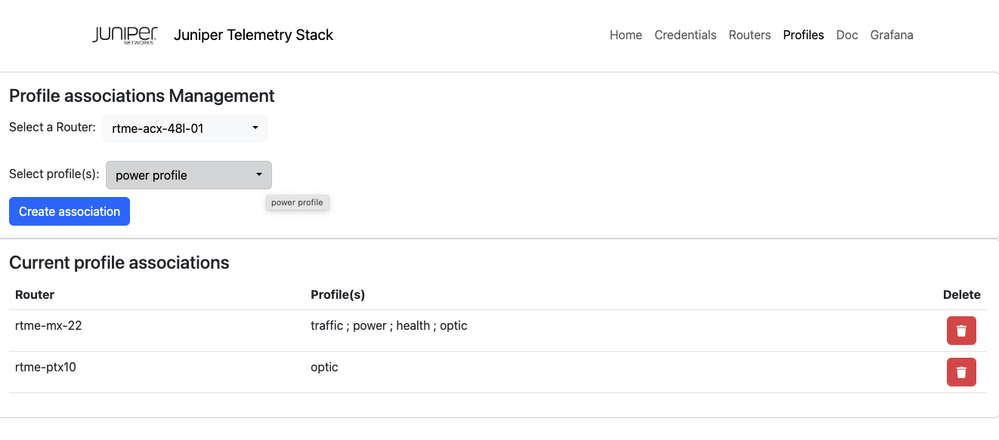 JUNIPER NETWORKS Juniper Telemetry Stack Home Credentials Routers Profiles Doc Grafana
Profile associations Management
Select a Router: rtme-acx-48l-01
Select profile(s): power profile
power profile
Create association
Current profile associations
Router Profile(s) Delete
rtme-mx-22 traffic ; power ; health ; optic
rtme-ptx10 optic